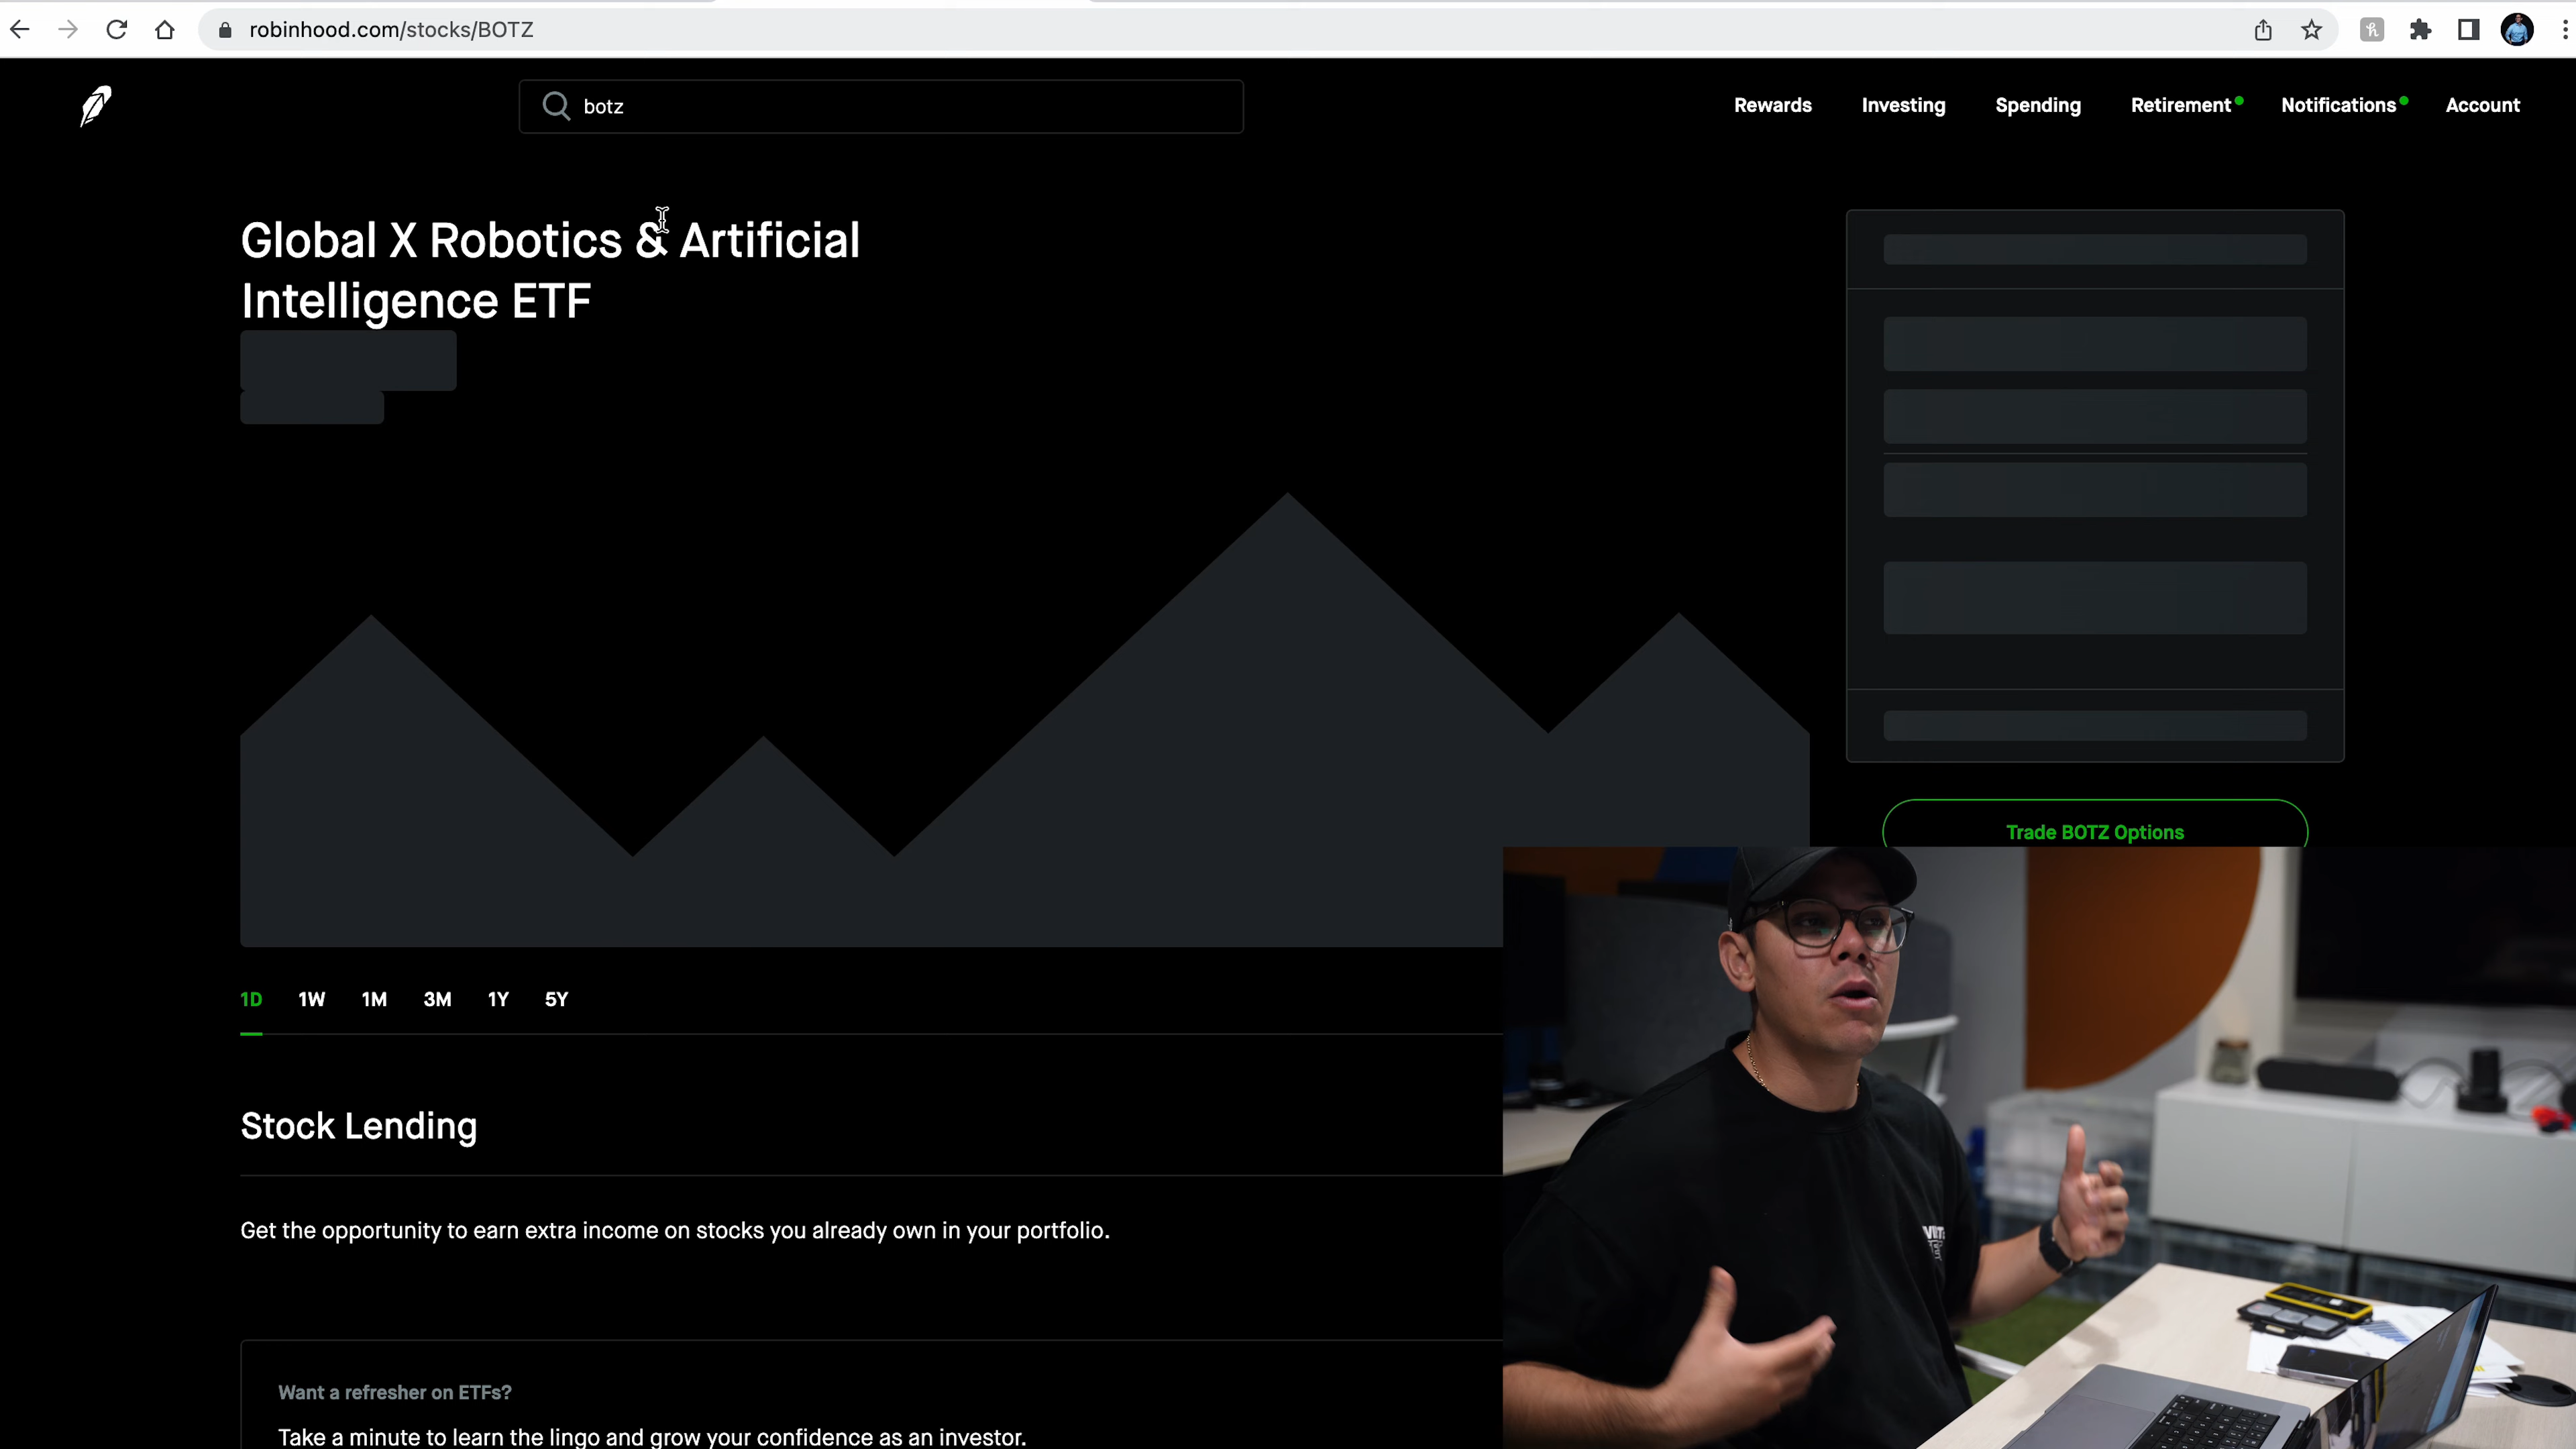 robinhood.com/stocks/BOTZ
botz
Rewards
Investing
Spending
Retirement
Notifications
Account
Global X Robotics & Artificial
Intelligence ETF
Trade BOTZ Options
1D 1W 1M 3M 1Y 5Y
Stock Lending
Get the opportunity to earn extra income on stocks you already own in your portfolio.
Want a refresher on ETFs?
Take a minute to learn the lingo and grow your confidence as an investor.